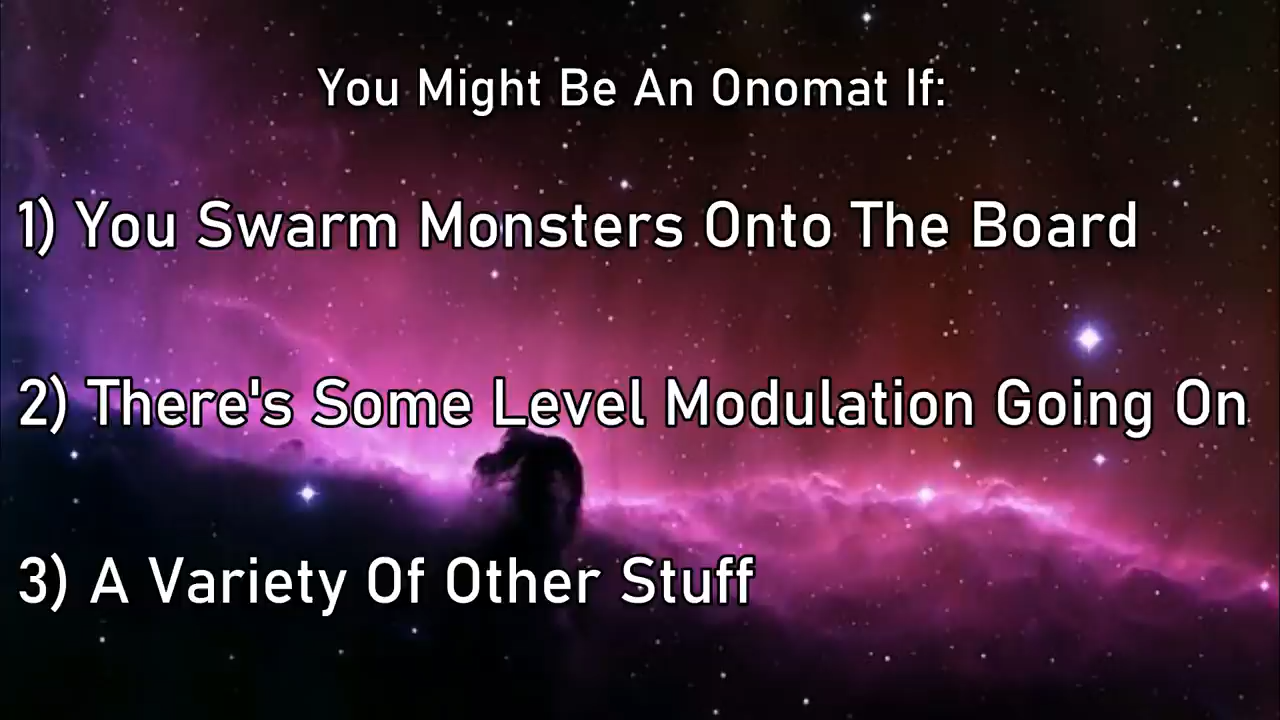 You Might Be An Onomat If:
1) You Swarm Monsters Onto The Board
2) There's Some Level Modulation Going On
3) A Variety Of Other Stuff